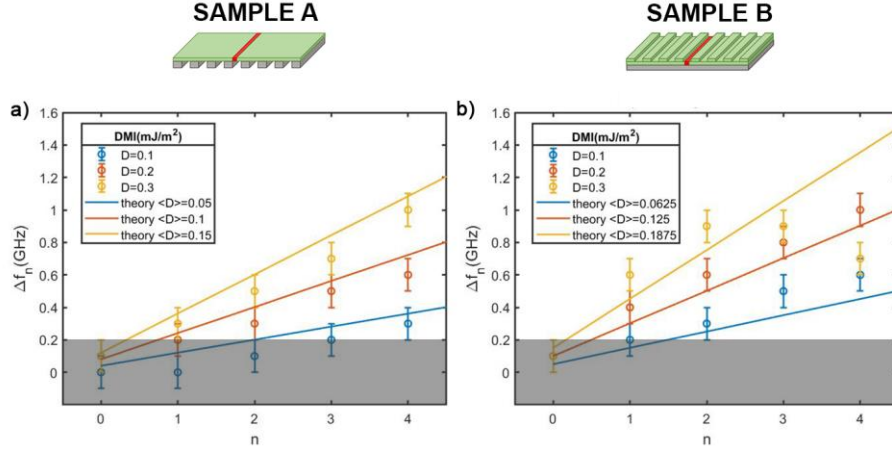 SAMPLE A
SAMPLE B
a)
1.6
1.4
1.2
1
0.8
0.6
0.4
0.2
0
Δfₙ(GHz)
DMI(mJ/m²)
D=0.1
D=0.2
D=0.3
theory <D>=0.05
theory <D>=0.1
theory <D>=0.15
0 1 2 3 4
n
b)
1.6
1.4
1.2
1
0.8
0.6
0.4
0.2
0
Δfₙ(GHz)
DMI(mJ/m²)
D=0.1
D=0.2
D=0.3
theory <D>=0.0625
theory <D>=0.125
theory <D>=0.1875
0 1 2 3 4
n